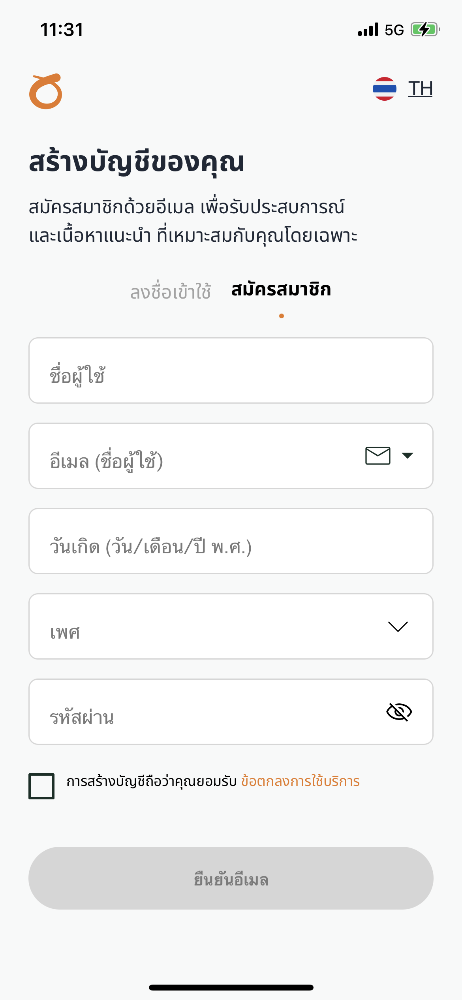 11:31
5G
TH
สร้างบัญชีของคุณ
สมัครสมาชิกด้วยอีเมล เพื่อรับประสบการณ์
และเนื้อหาแนะนำ ที่เหมาะสมกับคุณโดยเฉพาะ
ลงชื่อเข้าใช้ สมัครสมาชิก
ชื่อผู้ใช้
อีเมล (ชื่อผู้ใช้)
วันเกิด (วัน/เดือน/ปี พ.ศ.)
เพศ
รหัสผ่าน
การสร้างบัญชีถือว่าคุณยอมรับ ข้อตกลงการใช้บริการ
ยืนยันอีเมล